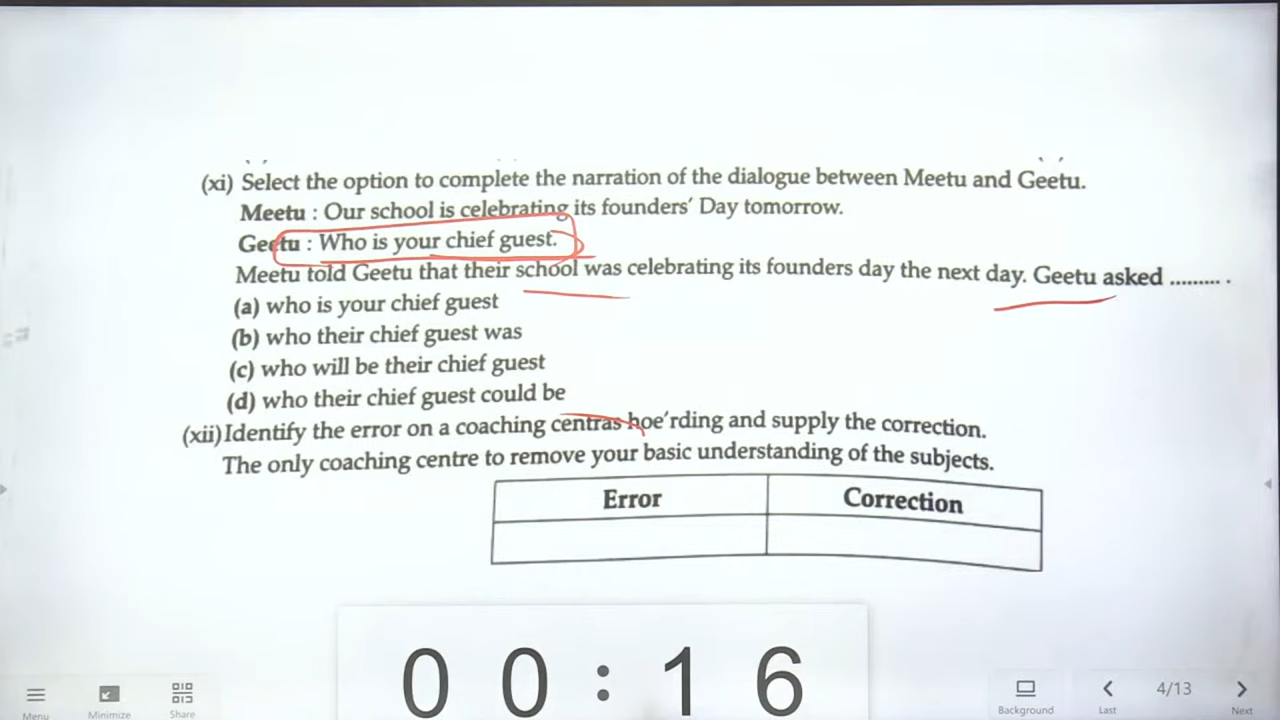 (xi) Select the option to complete the narration of the dialogue between Meetu and Geetu.
Meetu : Our school is celebrating its founders' Day tomorrow.
Geetu : Who is your chief guest.
Meetu told Geetu that their school was celebrating its founders day the next day. Geetu asked ......... .
(a) who is your chief guest
(b) who their chief guest was
(c) who will be their chief guest
(d) who their chief guest could be
(xii) Identify the error on a coaching centras hoe'rding and supply the correction.
The only coaching centre to remove your basic understanding of the subjects.
Error Correction
00:16
Menu Minimize Share Background Last 4/13 Next